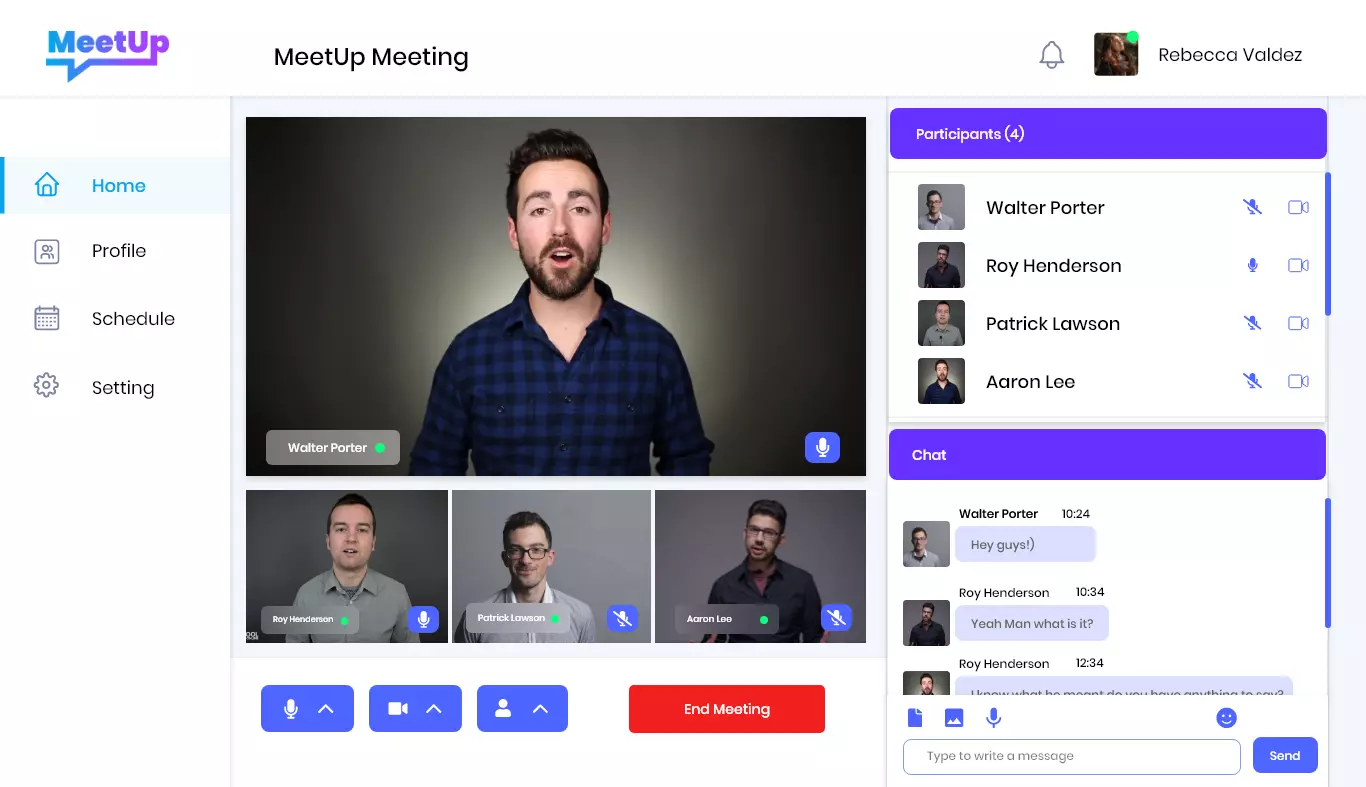 MeetUp
MeetUp Meeting
Rebecca Valdez
Home
Profile
Schedule
Setting
Walter Porter
Roy Henderson
Patrick Lawson
Aaron Lee
End Meeting
Participants (4)
Walter Porter
Roy Henderson
Patrick Lawson
Aaron Lee
Chat
Walter Porter 10:24
Hey guys!)
Roy Henderson 10:34
Yeah Man what is it?
Roy Henderson 12:34
I know what he meant do you have anything to say?
Type to write a message
Send